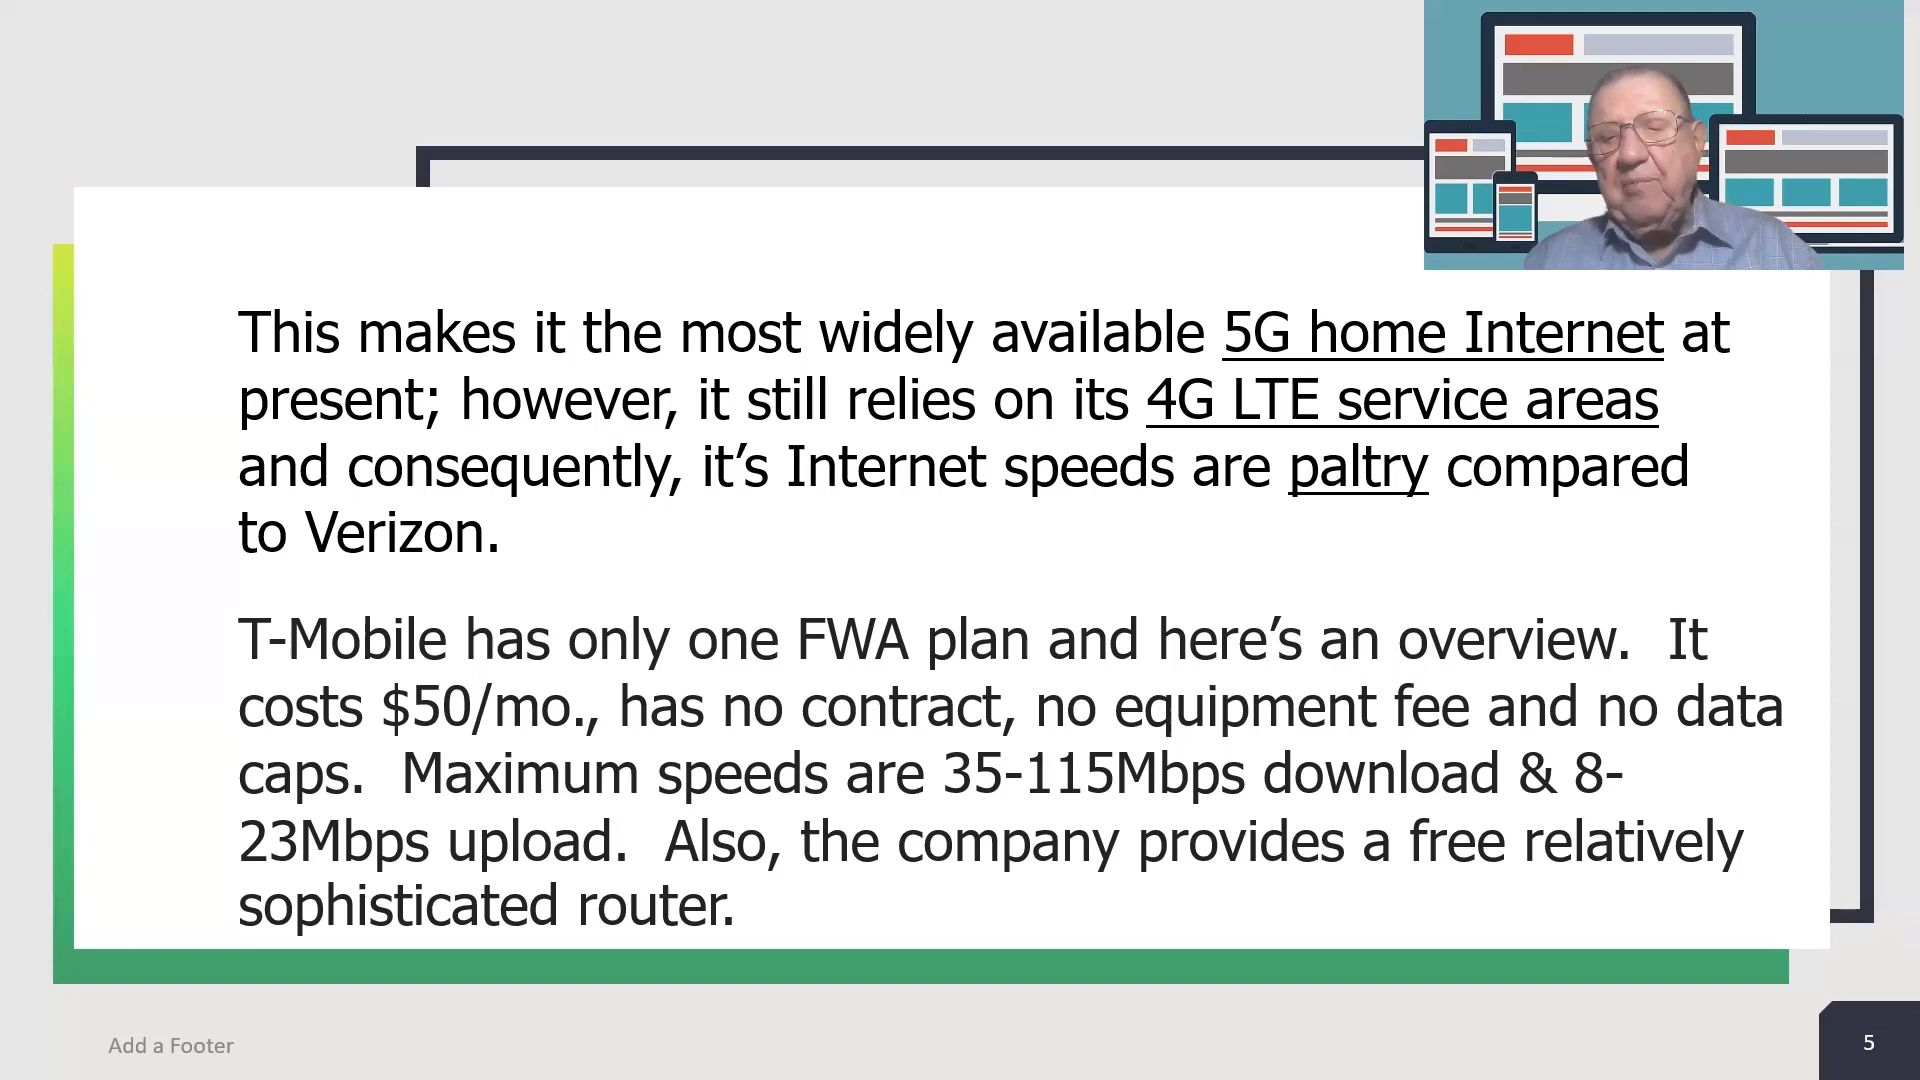 This makes it the most widely available 5G home Internet at
present; however, it still relies on its 4G LTE service areas
and consequently, it’s Internet speeds are paltry compared
to Verizon.
T-Mobile has only one FWA plan and here’s an overview.  It
costs $50/mo., has no contract, no equipment fee and no data
caps.  Maximum speeds are 35-115Mbps download & 8-
23Mbps upload.  Also, the company provides a free relatively
sophisticated router.
Add a Footer
5